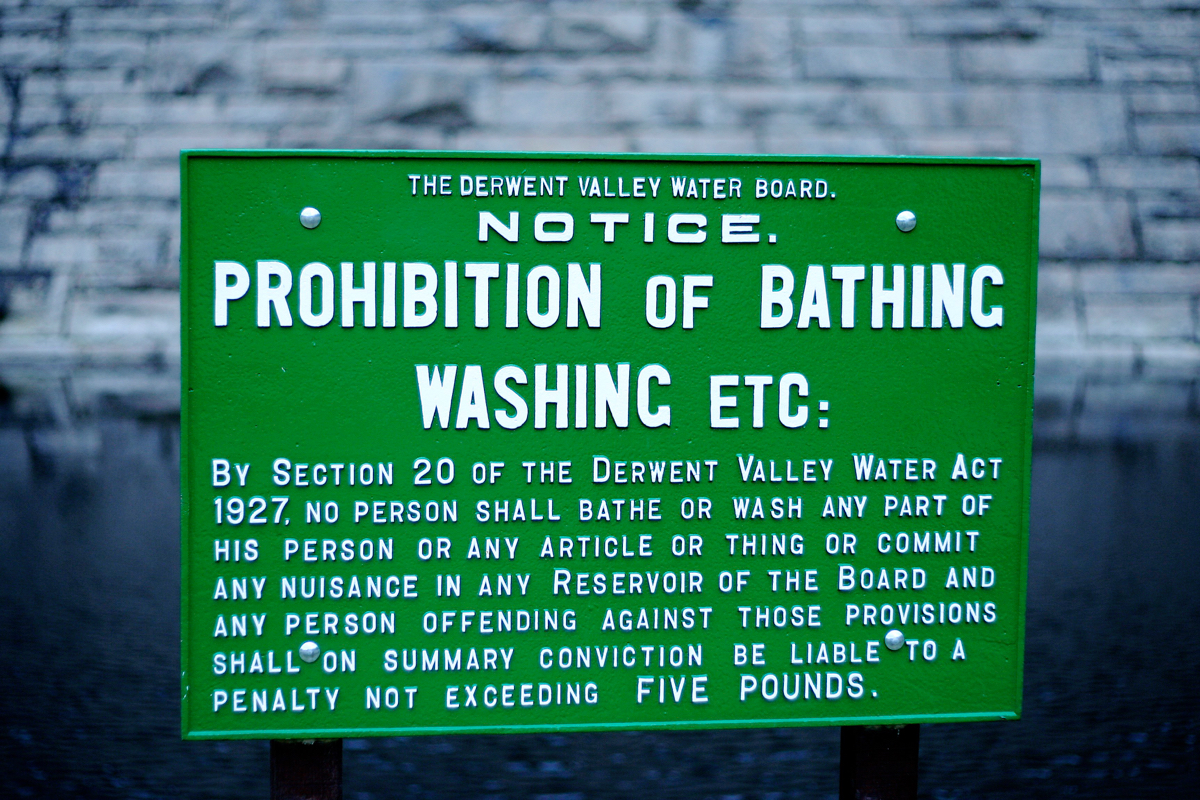 THE DERWENT VALLEY WATER BOARD.
NOTICE.
PROHIBITION OF BATHING
WASHING ETC:
BY SECTION 20 OF THE DERWENT VALLEY WATER ACT
1927, NO PERSON SHALL BATHE OR WASH ANY PART OF
HIS PERSON OR ANY ARTICLE OR THING OR COMMIT
ANY NUISANCE IN ANY RESERVOIR OF THE BOARD AND
ANY PERSON OFFENDING AGAINST THOSE PROVISIONS
SHALL ON SUMMARY CONVICTION BE LIABLE TO A
PENALTY NOT EXCEEDING FIVE POUNDS.